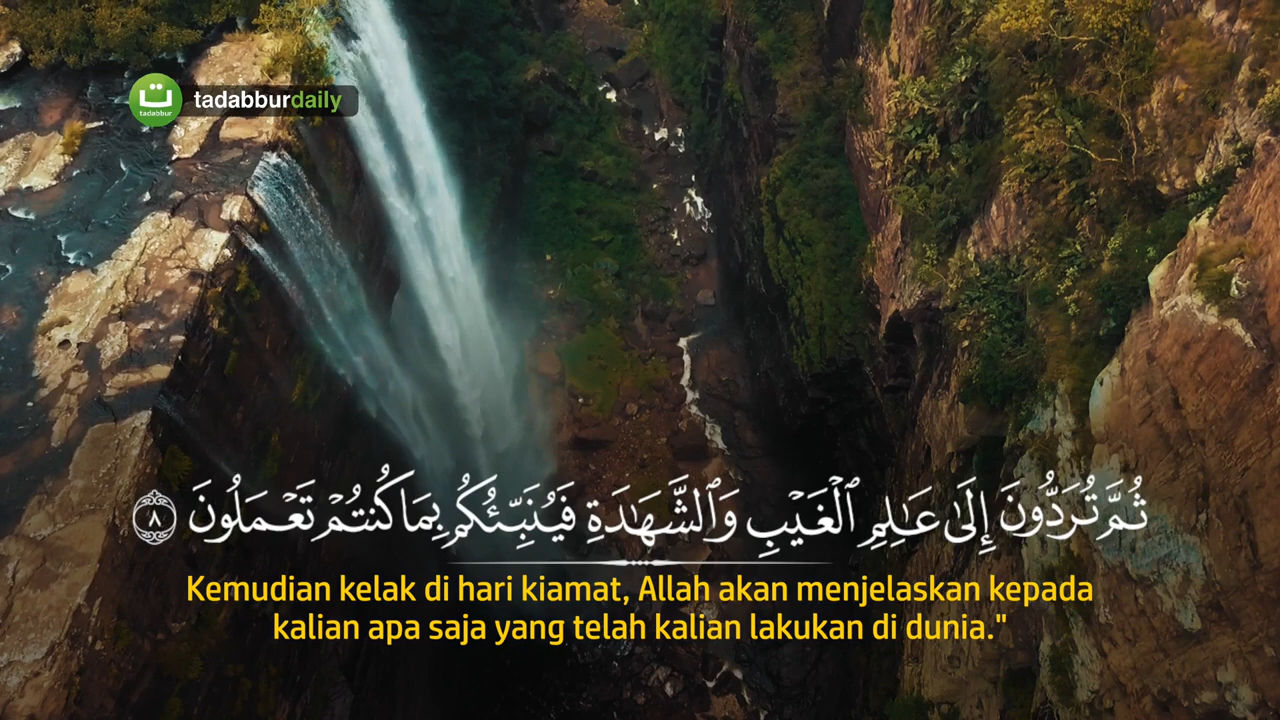 ت
tadabbur
tadabburdaily
ثُمَّ تُرَدُّونَ إِلَىٰ عَـٰلِمِ ٱلْغَيْبِ وَٱلشَّهَـٰدَةِ فَيُنَبِّئُكُم بِمَا كُنتُمْ تَعْمَلُونَ ٨
Kemudian kelak di hari kiamat, Allah akan menjelaskan kepada
kalian apa saja yang telah kalian lakukan di dunia."